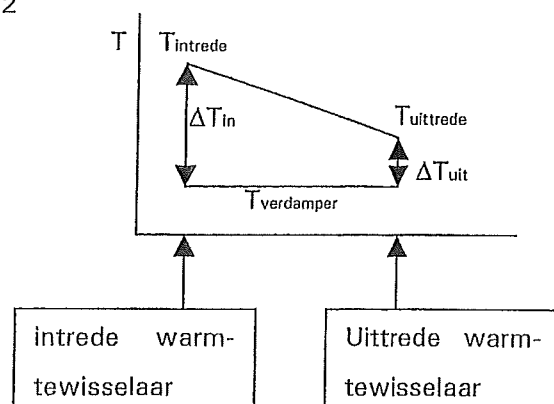 2
T Tintrede
ΔTin
Tuittrede
ΔTuit
Tverdamper
intrede warm-
tewisselaar
Uittrede warm-
tewisselaar